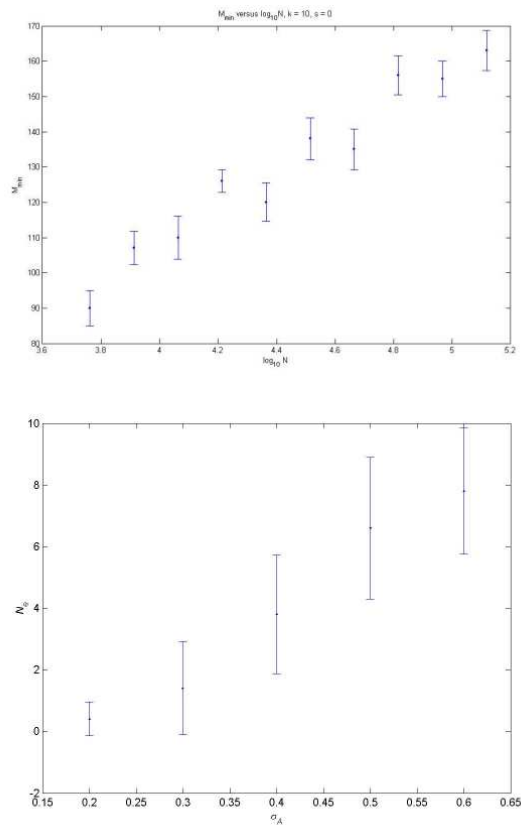 M_min versus log_10 N, k = 10, s = 0
170
160
150
140
130
120
110
100
90
80
M_min
3.6 3.8 4 4.2 4.4 4.6 4.8 5 5.2
log_10 N
10
8
6
4
2
0
-2
N_e
0.15 0.2 0.25 0.3 0.35 0.4 0.45 0.5 0.55 0.6 0.65
σ_A